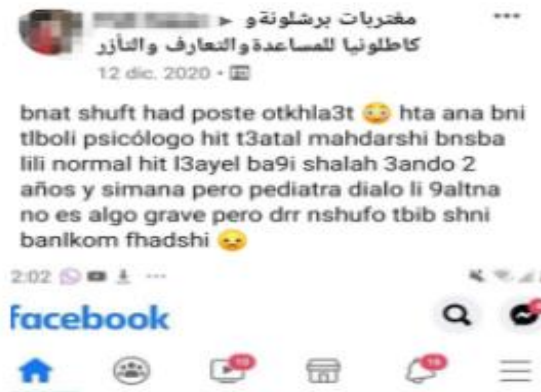 مغتربات برشلونة و
كاطلونيا للمساعدة والتعارف والتأزر
12 dic. 2020 ·
bnat shuft had poste otkhla3t 😳 hta ana bni
tlboli psicólogo hit t3atal mahdarshi bnsba
lili normal hit l3ayel ba9i shalah 3ando 2
años y simana pero pediatra dialo li 9altna
no es algo grave pero drr nshufo tbib shni
banlkom fhadshi 😟
2:02
facebook